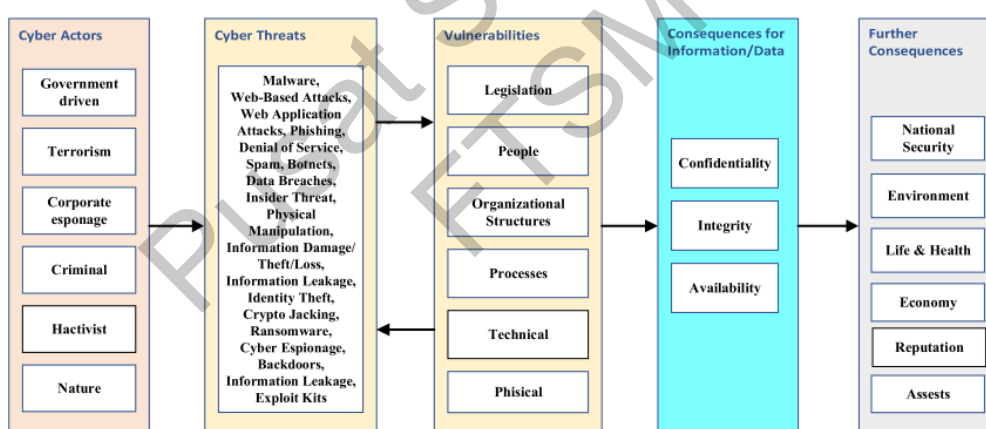 Cyber Actors
Government
driven
Terrorism
Corporate
esponage
Criminal
Hactivist
Nature
Cyber Threats
Malware,
Web-Based Attacks,
Web Application
Attacks, Phishing,
Denial of Service,
Spam, Botnets,
Data Breaches,
Insider Threat,
Physical
Manipulation,
Information Damage/
Theft/Loss,
Information Leakage,
Identity Theft,
Crypto Jacking,
Ransomware,
Cyber Espionage,
Backdoors,
Information Leakage,
Exploit Kits
Vulnerabilities
Legislation
People
Organizational
Structures
Processes
Technical
Phisical
Consequences for
Information/Data
Confidentiality
Integrity
Availability
Further
Consequences
National
Security
Environment
Life & Health
Economy
Reputation
Assests
Pusat
FTSM